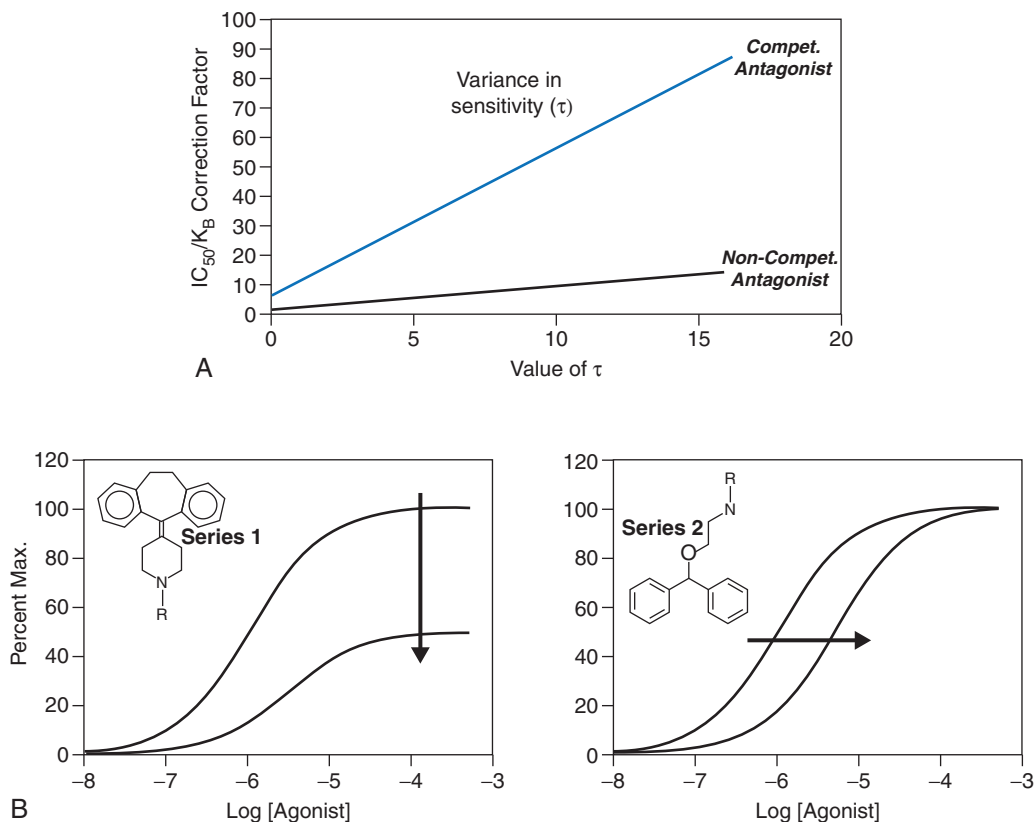 100
90
80
70
60
50
40
30
20
10
0
IC50/KB Correction Factor
Variance in
sensitivity (τ)
Compet.
Antagonist
Non-Compet.
Antagonist
0
5
10
15
20
Value of τ
A
120
100
80
60
40
20
0
Percent Max.
Series 1
N
R
−8
−7
−6
−5
−4
−3
Log [Agonist]
120
100
80
60
40
20
0
R
N
Series 2
O
−8
−7
−6
−5
−4
−3
Log [Agonist]
B